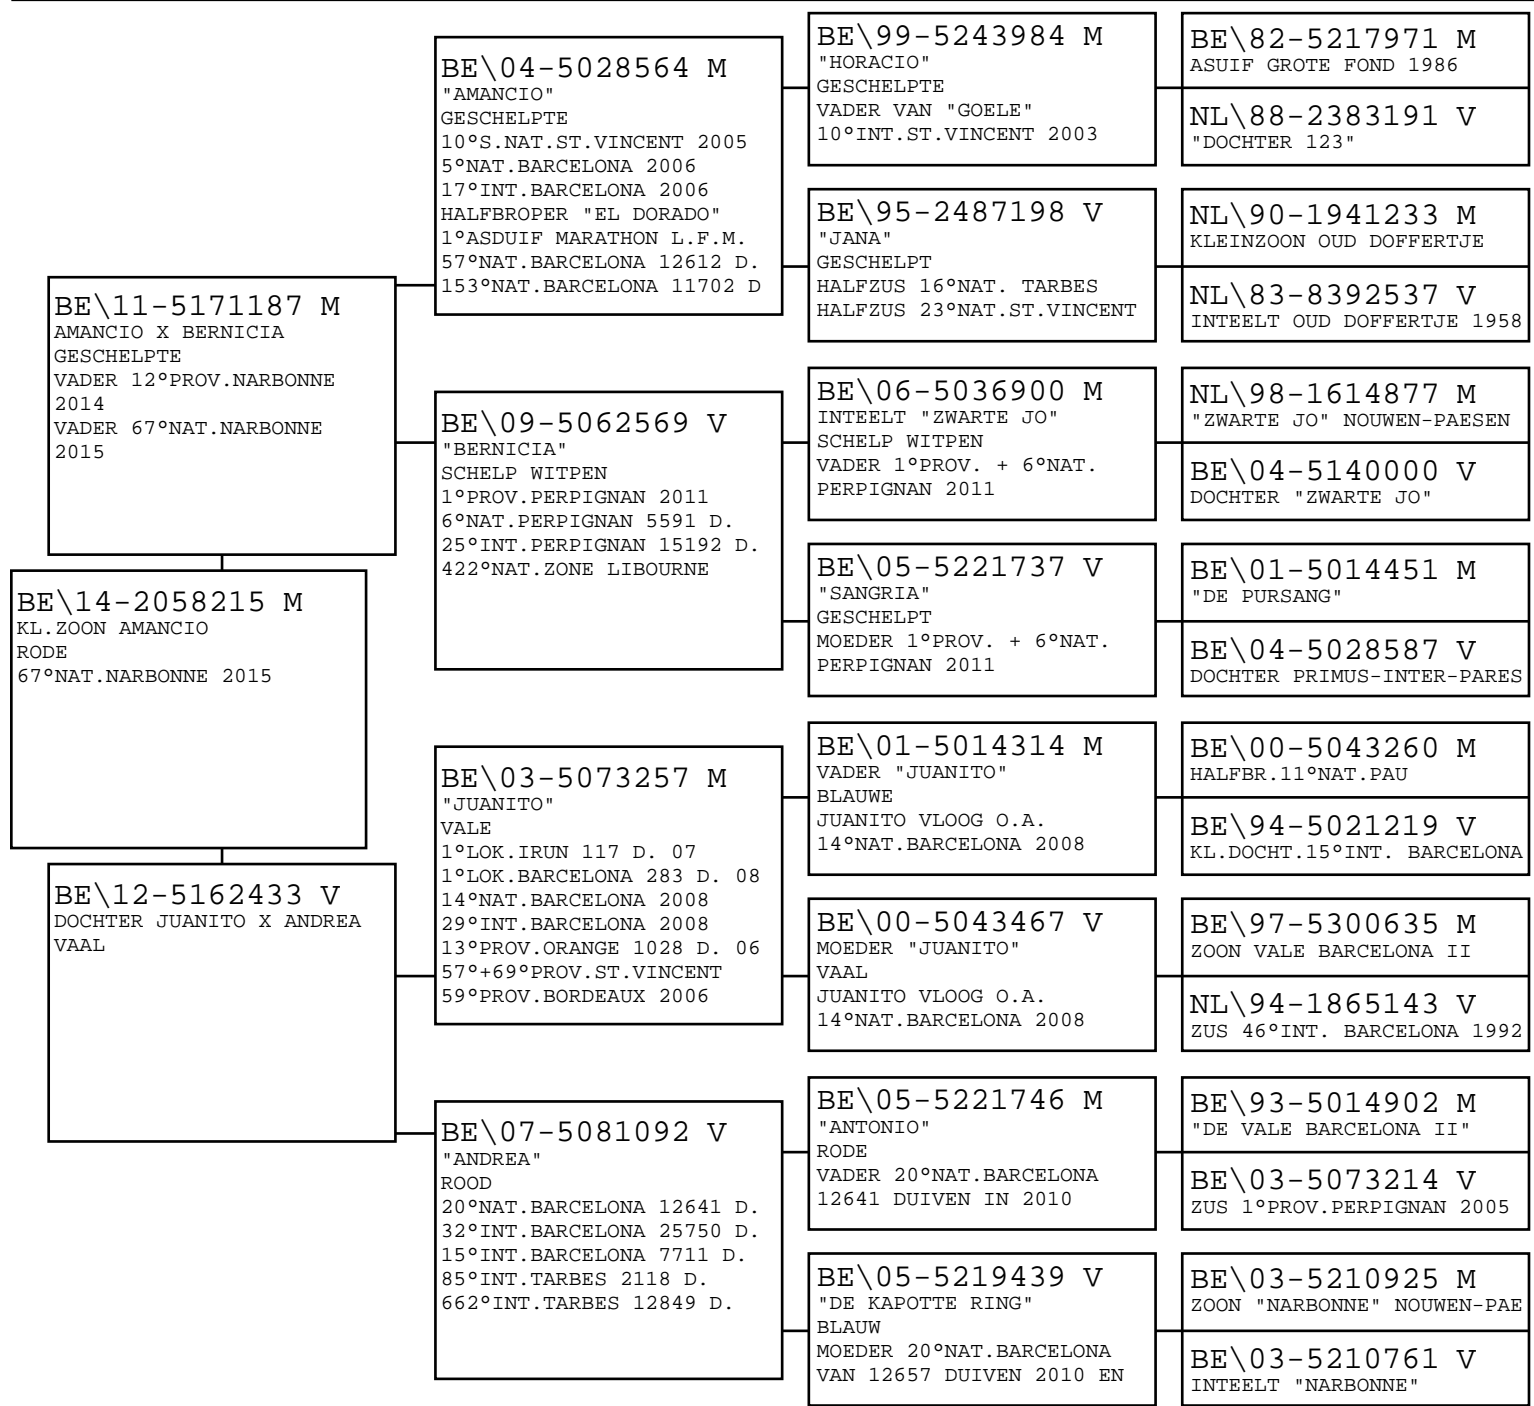 BE\14-2058215 M
KL.ZOON AMANCIO
RODE
67°NAT.NARBONNE 2015
BE\11-5171187 M
AMANCIO X BERNICIA
GESCHELPTE
VADER 12°PROV.NARBONNE
2014
VADER 67°NAT.NARBONNE
2015
BE\12-5162433 V
DOCHTER JUANITO X ANDREA
VAAL
BE\04-5028564 M
"AMANCIO"
GESCHELPTE
10°S.NAT.ST.VINCENT 2005
5°NAT.BARCELONA 2006
17°INT.BARCELONA 2006
HALFBROPER "EL DORADO"
1°ASDUIF MARATHON L.F.M.
57°NAT.BARCELONA 12612 D.
153°NAT.BARCELONA 11702 D
BE\09-5062569 V
"BERNICIA"
SCHELP WITPEN
1°PROV.PERPIGNAN 2011
6°NAT.PERPIGNAN 5591 D.
25°INT.PERPIGNAN 15192 D.
422°NAT.ZONE LIBOURNE
BE\03-5073257 M
"JUANITO"
VALE
1°LOK.IRUN 117 D. 07
1°LOK.BARCELONA 283 D. 08
14°NAT.BARCELONA 2008
29°INT.BARCELONA 2008
13°PROV.ORANGE 1028 D. 06
57°+69°PROV.ST.VINCENT
59°PROV.BORDEAUX 2006
BE\07-5081092 V
"ANDREA"
ROOD
20°NAT.BARCELONA 12641 D.
32°INT.BARCELONA 25750 D.
15°INT.BARCELONA 7711 D.
85°INT.TARBES 2118 D.
662°INT.TARBES 12849 D.
BE\99-5243984 M
"HORACIO"
GESCHELPTE
VADER VAN "GOELE"
10°INT.ST.VINCENT 2003
BE\95-2487198 V
"JANA"
GESCHELPT
HALFZUS 16°NAT. TARBES
HALFZUS 23°NAT.ST.VINCENT
BE\06-5036900 M
INTEELT "ZWARTE JO"
SCHELP WITPEN
VADER 1°PROV. + 6°NAT.
PERPIGNAN 2011
BE\05-5221737 V
"SANGRIA"
GESCHELPT
MOEDER 1°PROV. + 6°NAT.
PERPIGNAN 2011
BE\01-5014314 M
VADER "JUANITO"
BLAUWE
JUANITO VLOOG O.A.
14°NAT.BARCELONA 2008
BE\00-5043467 V
MOEDER "JUANITO"
VAAL
JUANITO VLOOG O.A.
14°NAT.BARCELONA 2008
BE\05-5221746 M
"ANTONIO"
RODE
VADER 20°NAT.BARCELONA
12641 DUIVEN IN 2010
BE\05-5219439 V
"DE KAPOTTE RING"
BLAUW
MOEDER 20°NAT.BARCELONA
VAN 12657 DUIVEN 2010 EN
BE\82-5217971 M
ASUIF GROTE FOND 1986
NL\88-2383191 V
"DOCHTER 123"
NL\90-1941233 M
KLEINZOON OUD DOFFERTJE
NL\83-8392537 V
INTEELT OUD DOFFERTJE 1958
NL\98-1614877 M
"ZWARTE JO" NOUWEN-PAESEN
BE\04-5140000 V
DOCHTER "ZWARTE JO"
BE\01-5014451 M
"DE PURSANG"
BE\04-5028587 V
DOCHTER PRIMUS-INTER-PARES
BE\00-5043260 M
HALFBR.11°NAT.PAU
BE\94-5021219 V
KL.DOCHT.15°INT. BARCELONA
BE\97-5300635 M
ZOON VALE BARCELONA II
NL\94-1865143 V
ZUS 46°INT. BARCELONA 1992
BE\93-5014902 M
"DE VALE BARCELONA II"
BE\03-5073214 V
ZUS 1°PROV.PERPIGNAN 2005
BE\03-5210925 M
ZOON "NARBONNE" NOUWEN-PAE
BE\03-5210761 V
INTEELT "NARBONNE"